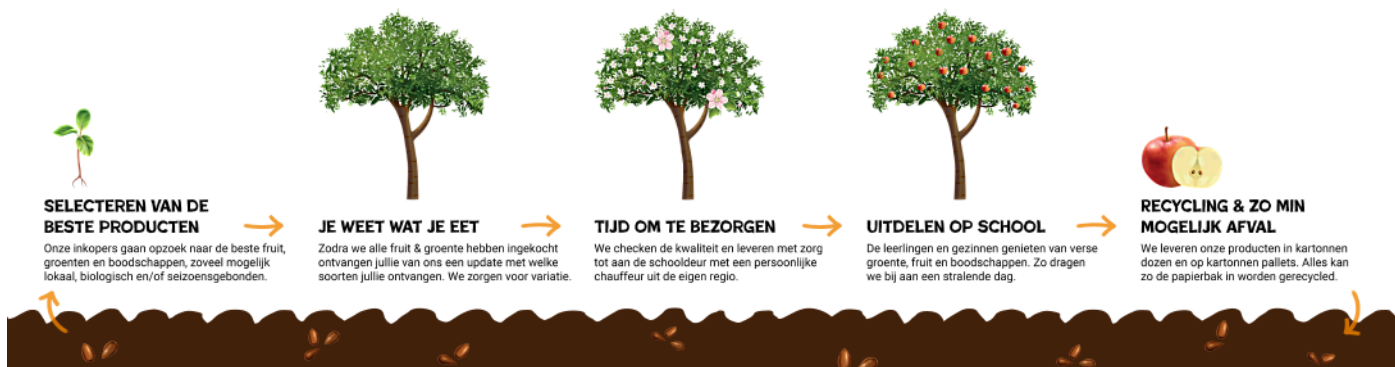 SELECTEREN VAN DE
BESTE PRODUCTEN
Onze inkopers gaan opzoek naar de beste fruit,
groenten en boodschappen, zoveel mogelijk
lokaal, biologisch en/of seizoensgebonden.
JE WEET WAT JE EET
Zodra we alle fruit & groente hebben ingekocht
ontvangen jullie van ons een update met welke
soorten jullie ontvangen. We zorgen voor variatie.
TIJD OM TE BEZORGEN
We checken de kwaliteit en leveren met zorg
tot aan de schooldeur met een persoonlijke
chauffeur uit de eigen regio.
UITDELEN OP SCHOOL
De leerlingen en gezinnen genieten van verse
groente, fruit en boodschappen. Zo dragen
we bij aan een stralende dag.
RECYCLING & ZO MIN
MOGELIJK AFVAL
We leveren onze producten in kartonnen
dozen en op kartonnen pallets. Alles kan
zo de papierbak in worden gerecycled.